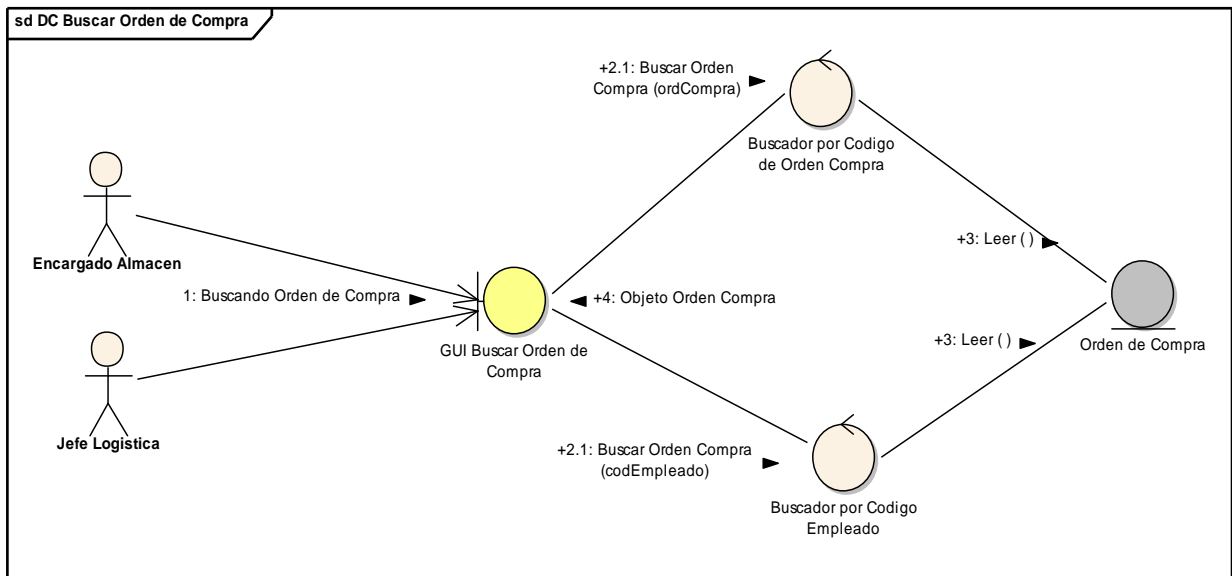 sd DC Buscar Orden de Compra
+2.1: Buscar Orden
Compra (ordCompra)
Buscador por Codigo
de Orden Compra
Encargado Almacen
+3: Leer ( )
1: Buscando Orden de Compra
+4: Objeto Orden Compra
GUI Buscar Orden de
Compra
+3: Leer ( )
Orden de Compra
Jefe Logistica
+2.1: Buscar Orden Compra
(codEmpleado)
Buscador por Codigo
Empleado